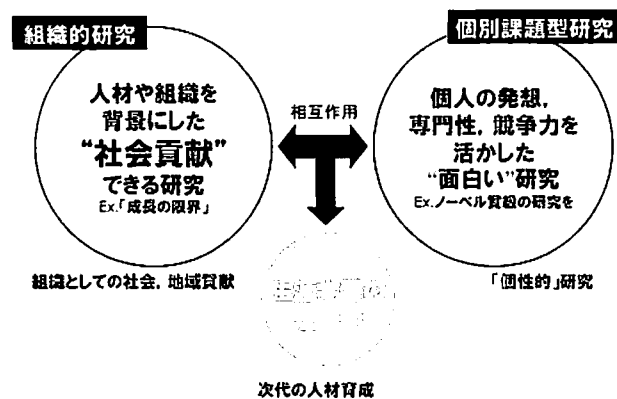 組織的研究
人材や組織を
背景にした
“社会貢献”
できる研究
Ex.「成長の限界」
組織としての社会, 地域貢献
相互作用
個別課題型研究
個人の発想,
専門性, 競争力を
活かした
“面白い”研究
Ex.ノーベル賞級の研究を
「個性的」研究
次代の人材育成